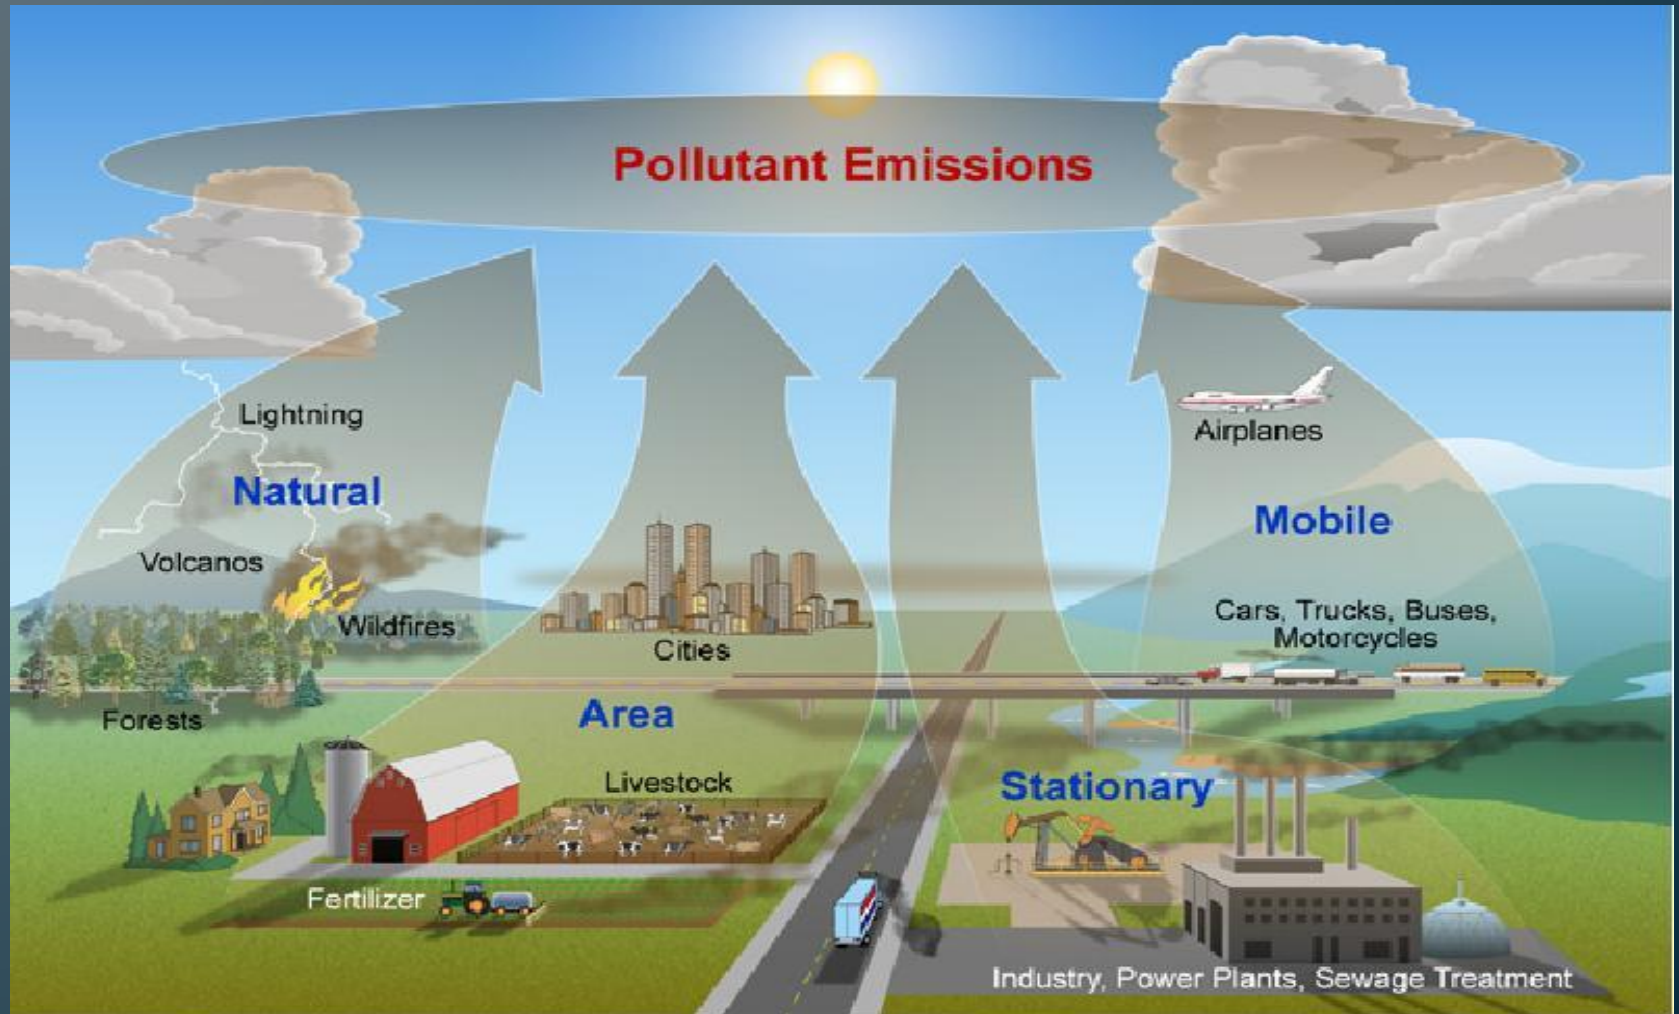 Pollutant Emissions
Lightning
Natural
Volcanos
Wildfires
Forests
Cities
Area
Livestock
Fertilizer
Airplanes
Mobile
Cars, Trucks, Buses,
Motorcycles
Stationary
Industry, Power Plants, Sewage Treatment